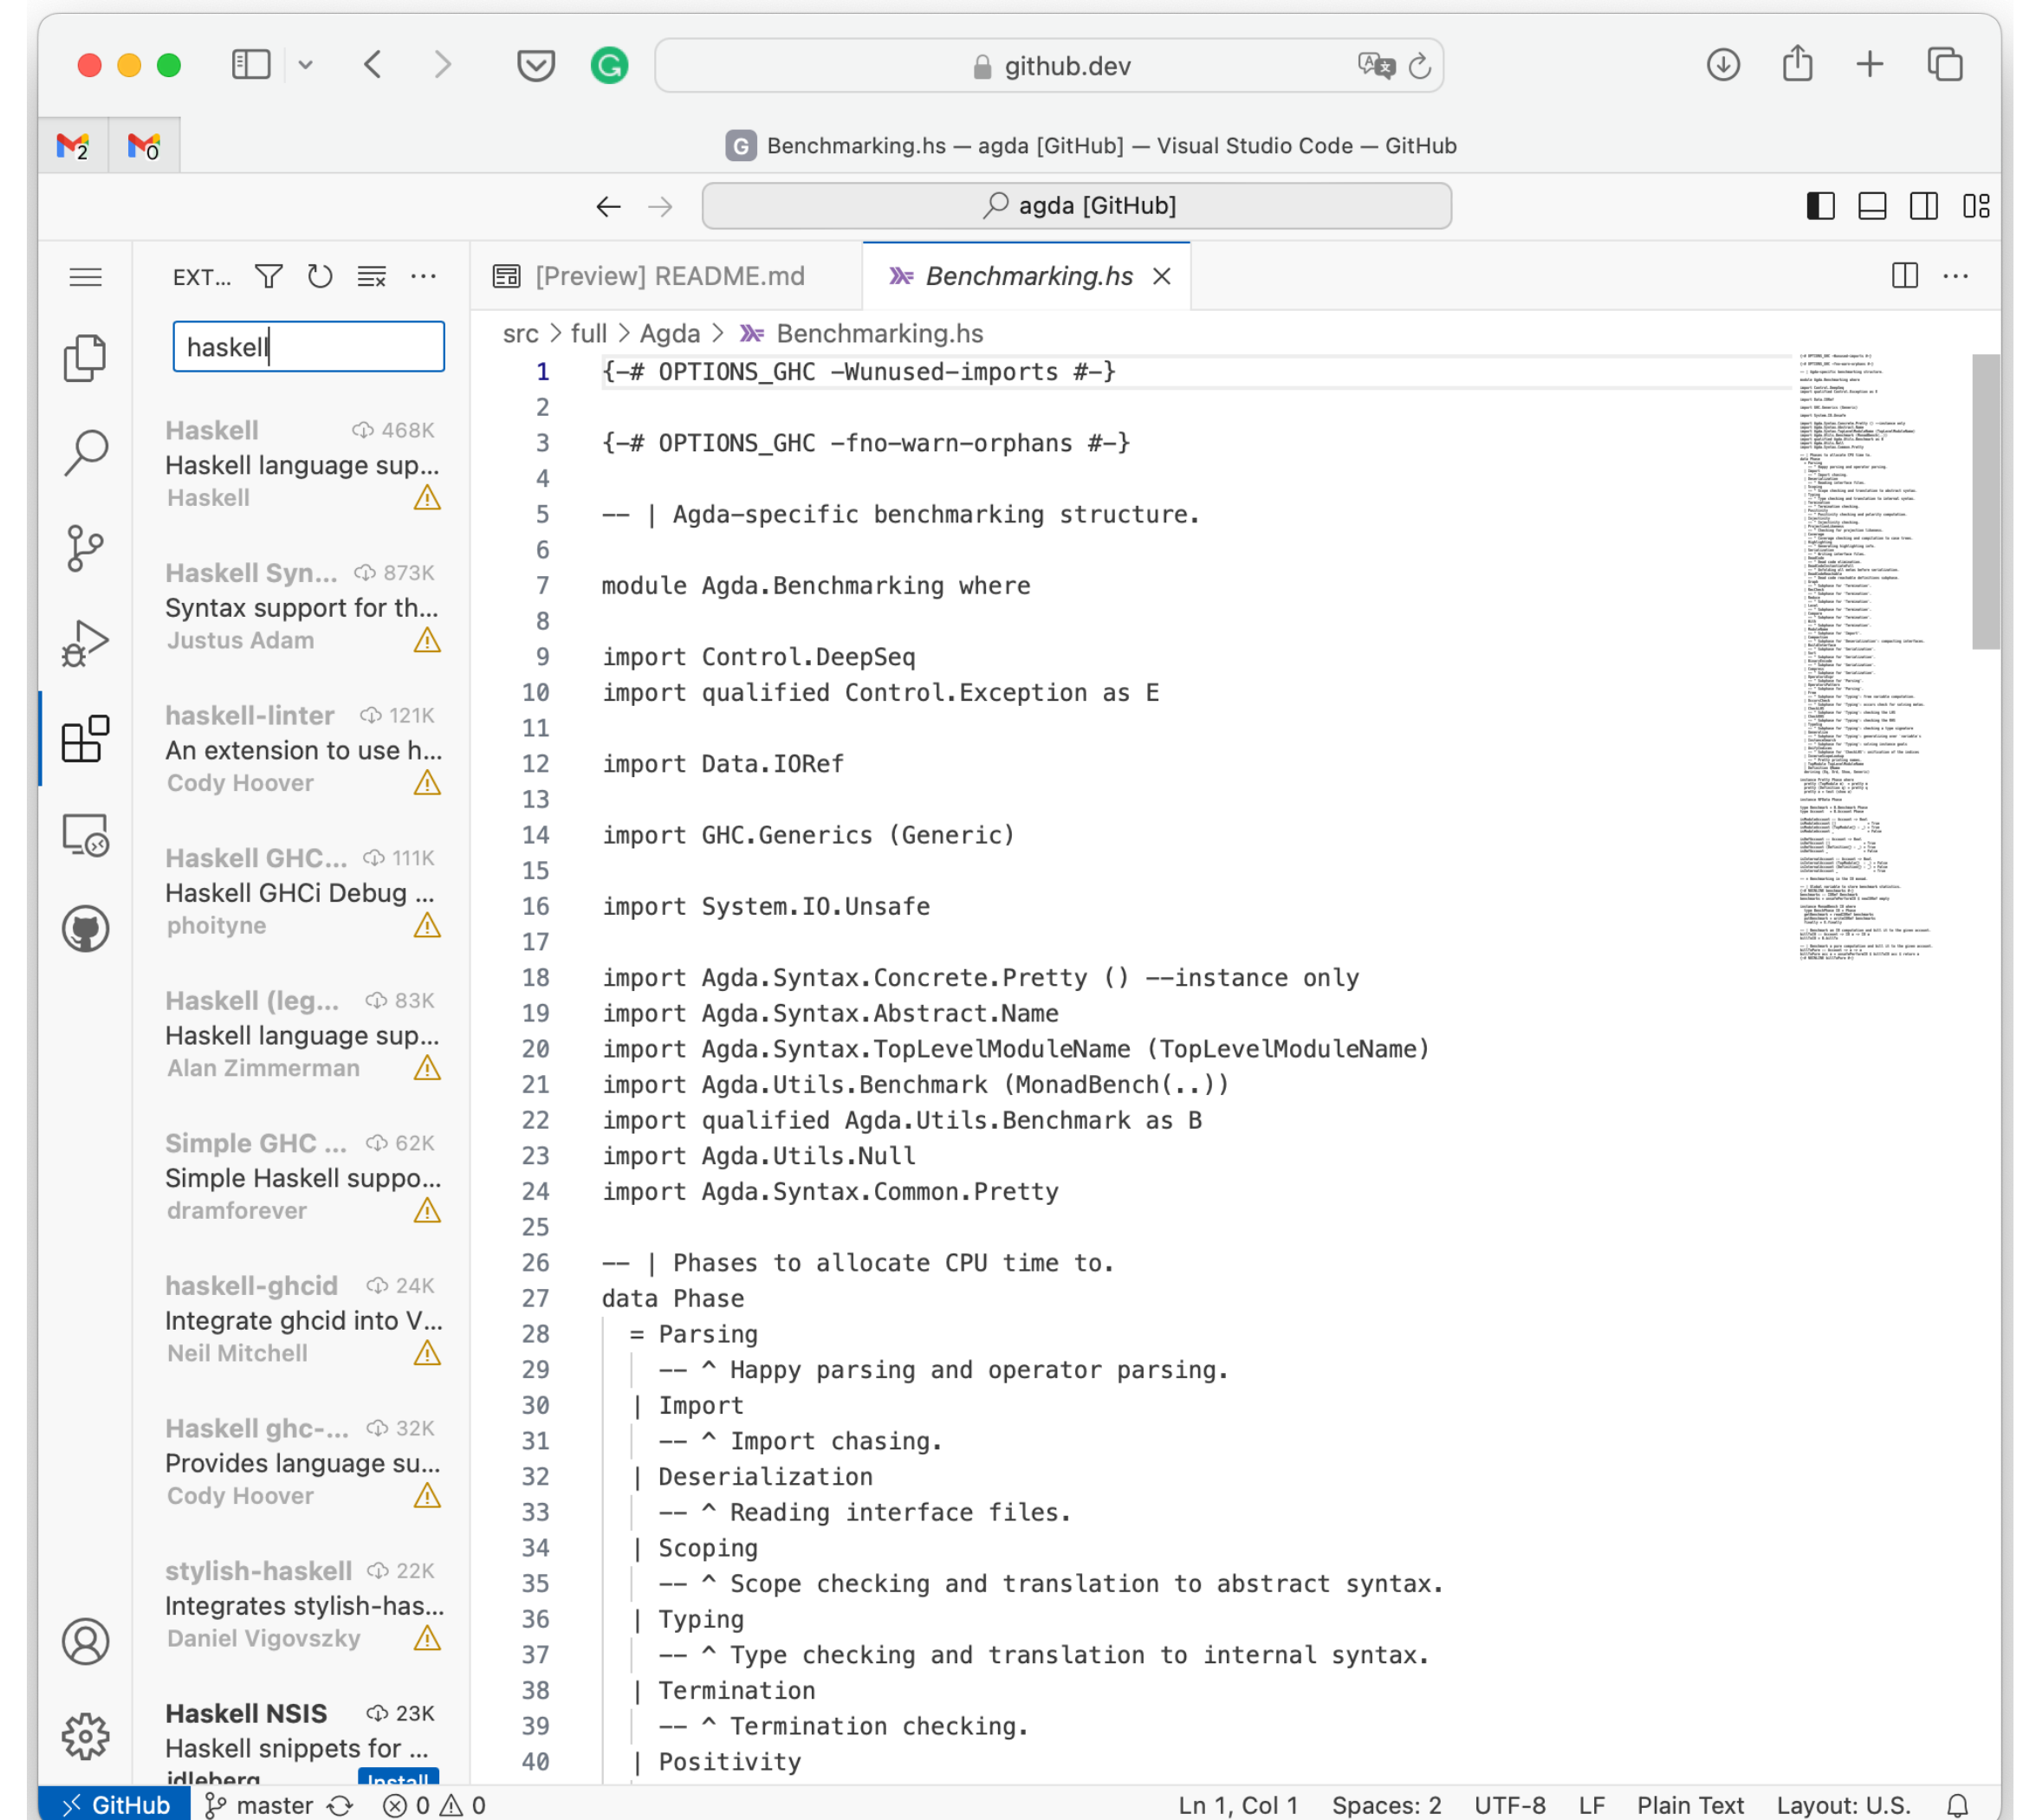 github.dev
2
0
G Benchmarking.hs — agda [GitHub] — Visual Studio Code — GitHub
agda [GitHub]
EXT...
[Preview] README.md
Benchmarking.hs
haskell
src > full > Agda > Benchmarking.hs
Haskell 468K
Haskell language sup...
Haskell
Haskell Syn... 873K
Syntax support for th...
Justus Adam
haskell-linter 121K
An extension to use h...
Cody Hoover
Haskell GHC... 111K
Haskell GHCi Debug ...
phoityne
Haskell (leg... 83K
Haskell language sup...
Alan Zimmerman
Simple GHC ... 62K
Simple Haskell suppo...
dramforever
haskell-ghcid 24K
Integrate ghcid into V...
Neil Mitchell
Haskell ghc-... 32K
Provides language su...
Cody Hoover
stylish-haskell 22K
Integrates stylish-has...
Daniel Vigovszky
Haskell NSIS 23K
Haskell snippets for ...
idleberg Install
1 {-# OPTIONS_GHC -Wunused-imports #-}
2
3 {-# OPTIONS_GHC -fno-warn-orphans #-}
4
5 -- | Agda-specific benchmarking structure.
6
7 module Agda.Benchmarking where
8
9 import Control.DeepSeq
10 import qualified Control.Exception as E
11
12 import Data.IORef
13
14 import GHC.Generics (Generic)
15
16 import System.IO.Unsafe
17
18 import Agda.Syntax.Concrete.Pretty () --instance only
19 import Agda.Syntax.Abstract.Name
20 import Agda.Syntax.TopLevelModuleName (TopLevelModuleName)
21 import Agda.Utils.Benchmark (MonadBench(..))
22 import qualified Agda.Utils.Benchmark as B
23 import Agda.Utils.Null
24 import Agda.Syntax.Common.Pretty
25
26 -- | Phases to allocate CPU time to.
27 data Phase
28 = Parsing
29 -- ^ Happy parsing and operator parsing.
30 | Import
31 -- ^ Import chasing.
32 | Deserialization
33 -- ^ Reading interface files.
34 | Scoping
35 -- ^ Scope checking and translation to abstract syntax.
36 | Typing
37 -- ^ Type checking and translation to internal syntax.
38 | Termination
39 -- ^ Termination checking.
40 | Positivity
GitHub master 0 0 Ln 1, Col 1 Spaces: 2 UTF-8 LF Plain Text Layout: U.S.